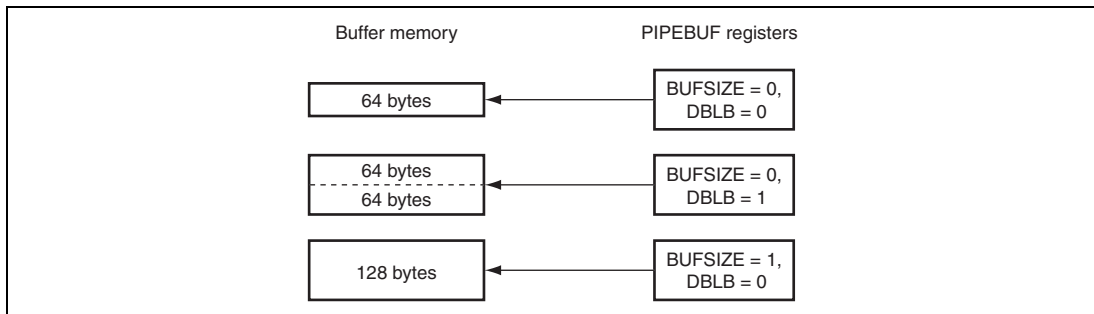 Buffer memory
PIPEBUF registers
64 bytes
BUFSIZE = 0,
DBLB = 0
64 bytes
64 bytes
BUFSIZE = 0,
DBLB = 1
128 bytes
BUFSIZE = 1,
DBLB = 0